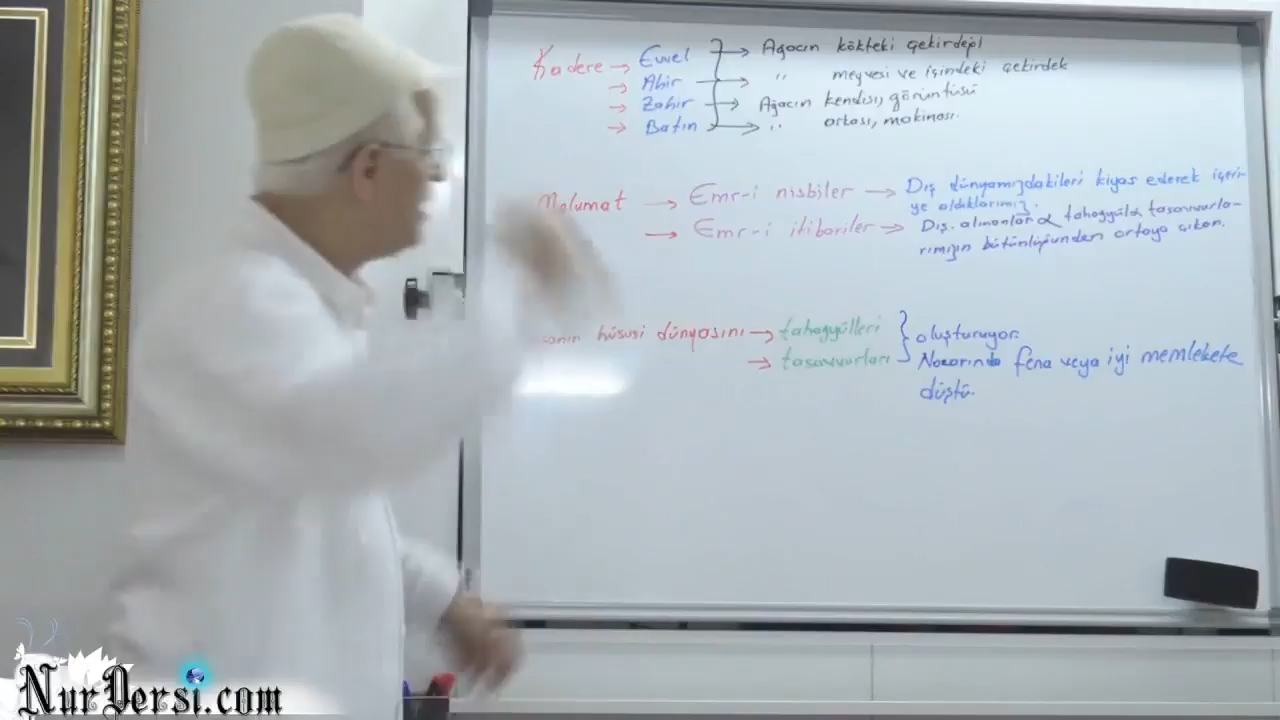 Kadere → Evvel → Ağacın kökteki çekirdeği
→ Ahir → " meyvesi ve içindeki çekirdek
→ Zahir → Ağacın kendisi, görüntüsü
→ Batın → " ortası, makinası.
Malumat → Emr-i nisbiler → Dış dünyamızdakileri kıyas ederek içeri-
ye aldıklarımız.
→ Emr-i itibariler → Dış. alınanlarla tahayyüld tasavvurla-
rımızın bütünlüğünden ortaya çıkan.
hususi dünyasını → tahayyülleri } oluşturuyor.
→ tasavvurları Nazarında fena veya iyi memlekete
düştü.
NurDersi.com